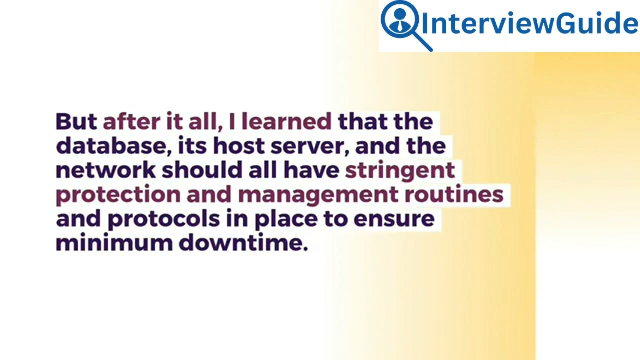 InterviewGuide
But after it all, I learned that the
database, its host server, and the
network should all have stringent
protection and management routines
and protocols in place to ensure
minimum downtime.